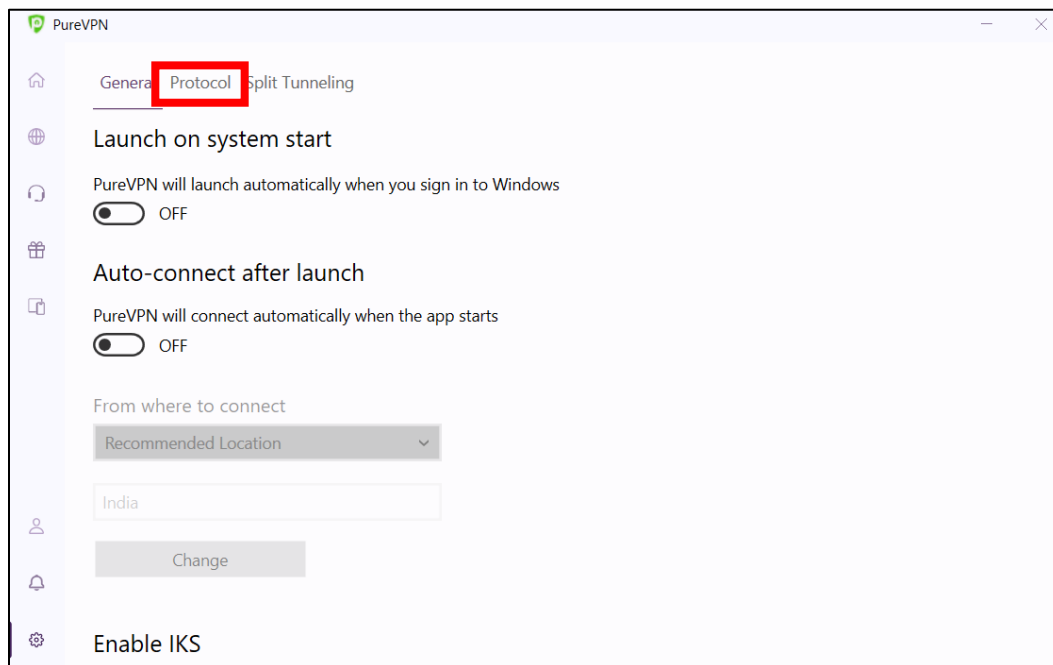 PureVPN
General Protocol Split Tunneling
Launch on system start
PureVPN will launch automatically when you sign in to Windows
OFF
Auto-connect after launch
PureVPN will connect automatically when the app starts
OFF
From where to connect
Recommended Location
India
Change
Enable IKS